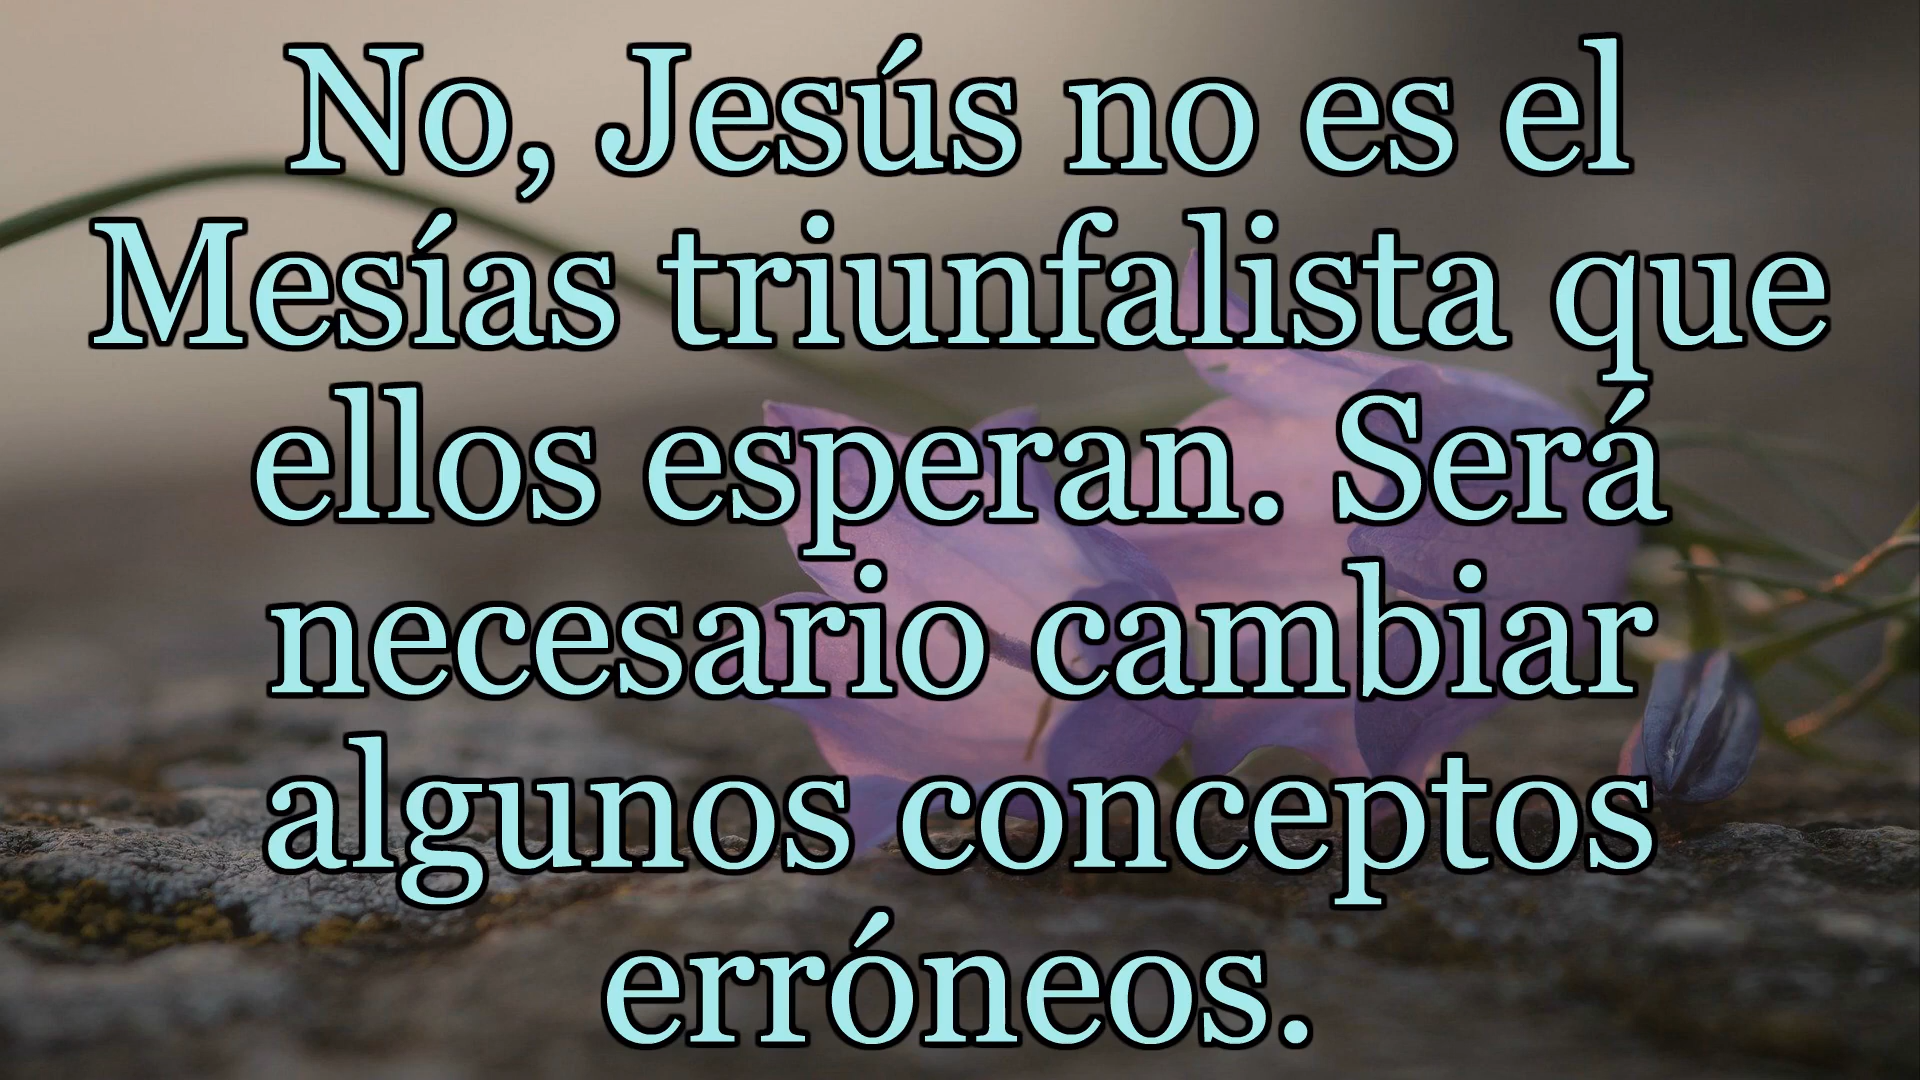 No, Jesús no es el
Mesías triunfalista que
ellos esperan. Será
necesario cambiar
algunos conceptos
erróneos.